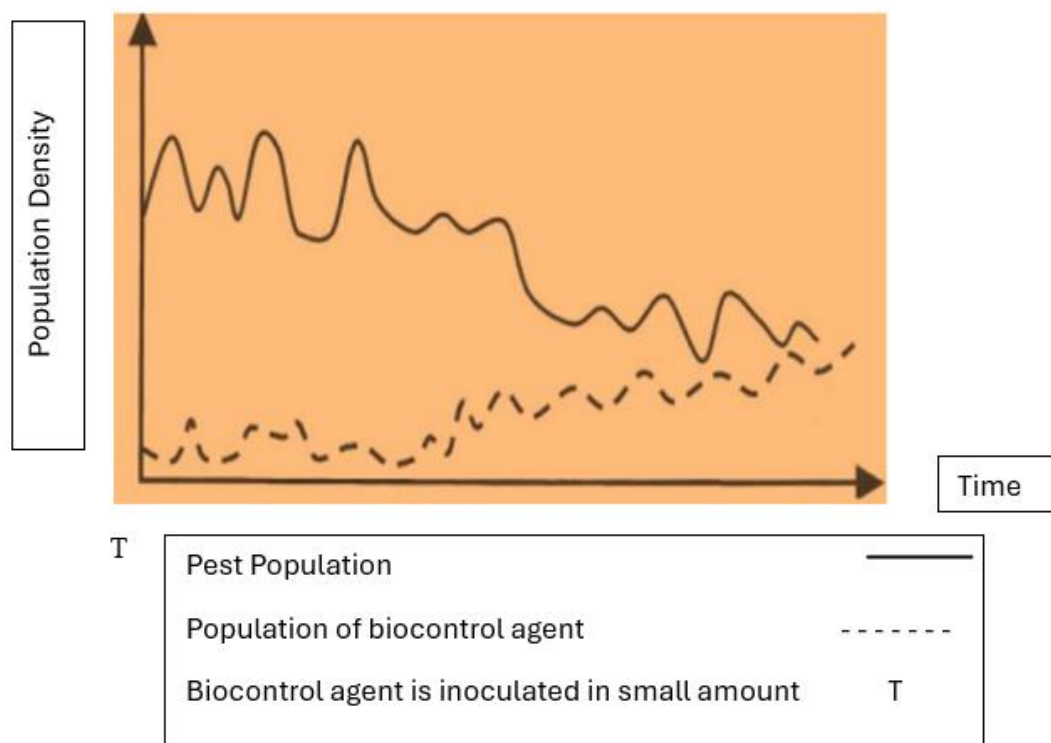 Population Density
Time
T
Pest Population
Population of biocontrol agent
Biocontrol agent is inoculated in small amount T